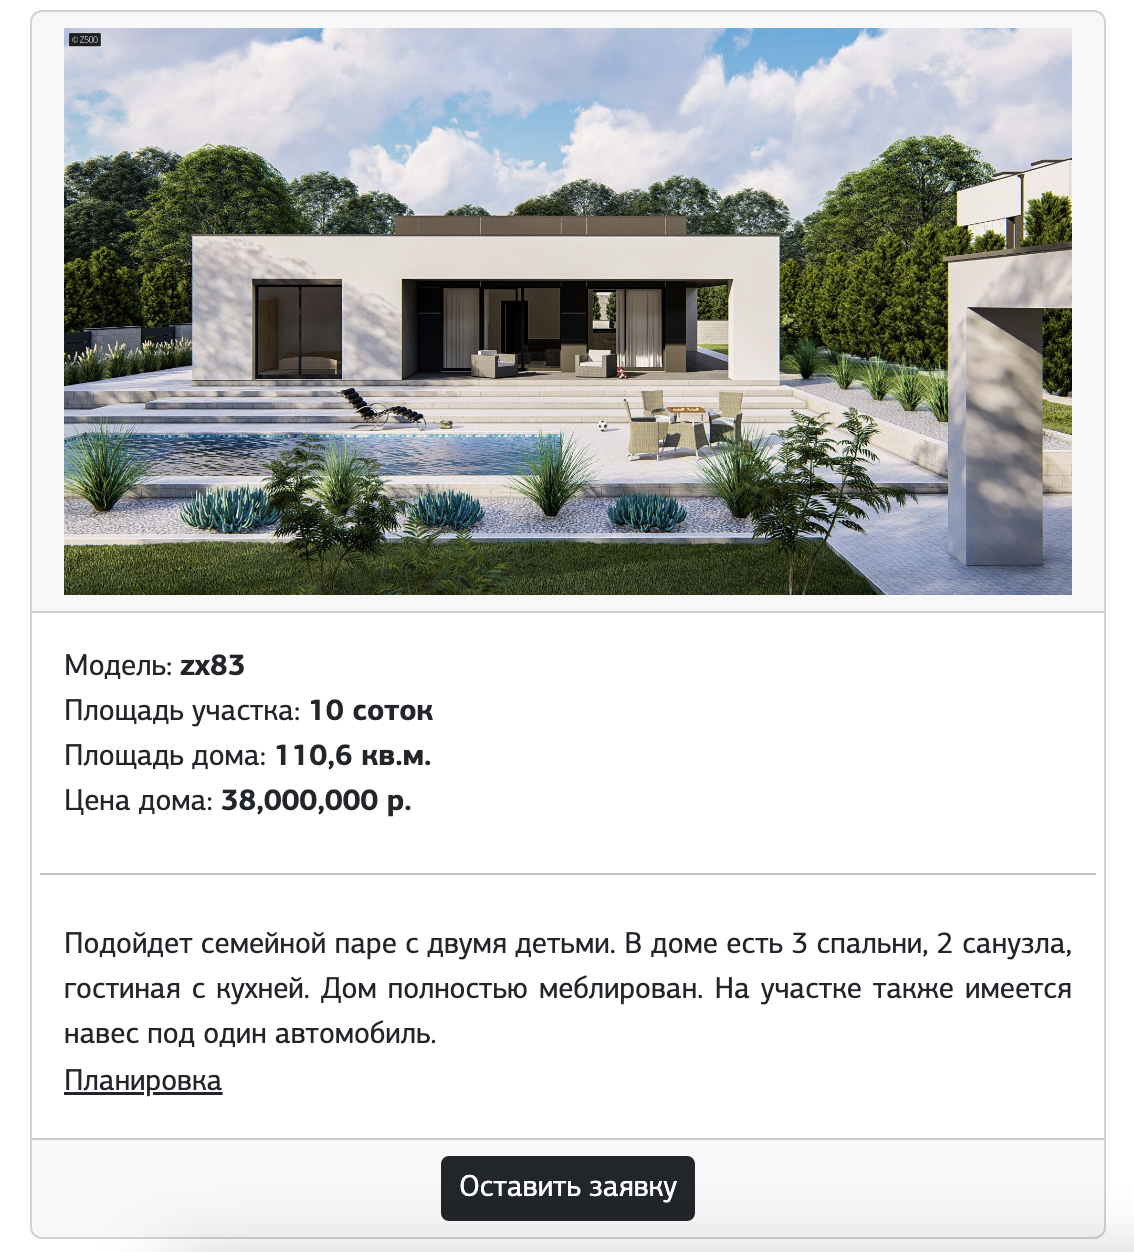 © Z500
Модель: zx83
Площадь участка: 10 соток
Площадь дома: 110,6 кв.м.
Цена дома: 38,000,000 р.
Подойдет семейной паре с двумя детьми. В доме есть 3 спальни, 2 санузла,
гостиная с кухней. Дом полностью меблирован. На участке также имеется
навес под один автомобиль.
Планировка
Оставить заявку